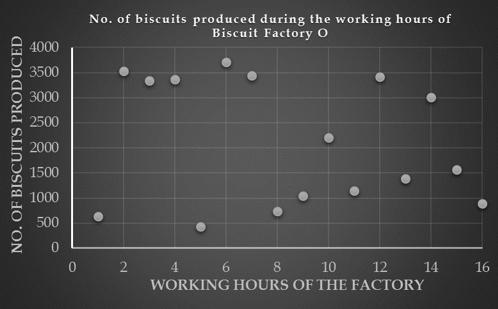 No. of biscuits produced during the working hours of
Biscuit Factory O
NO. OF BISCUITS PRODUCED
4000
3500
3000
2500
2000
1500
1000
500
0
0 2 4 6 8 10 12 14 16
WORKING HOURS OF THE FACTORY